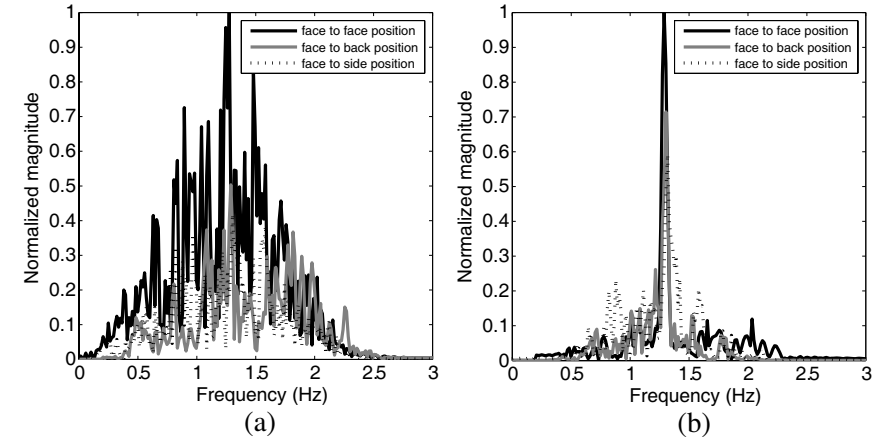 face to face position
face to back position
face to side position
1
0.9
0.8
0.7
0.6
0.5
0.4
0.3
0.2
0.1
0
Normalized magnitude
0 0.5 1 1.5 2 2.5 3
Frequency (Hz)
(a)
face to face position
face to back position
face to side position
1
0.9
0.8
0.7
0.6
0.5
0.4
0.3
0.2
0.1
0
Normalized magnitude
0 0.5 1 1.5 2 2.5 3
Frequency (Hz)
(b)